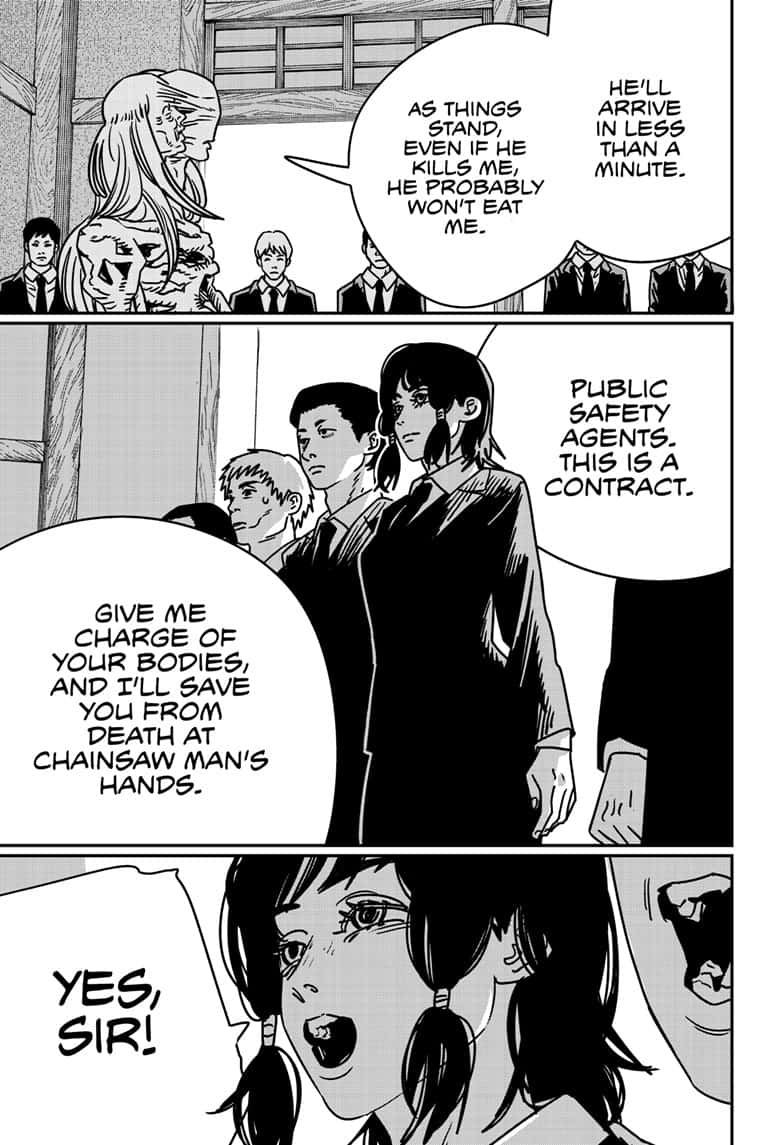 HE'LL
ARRIVE
IN LESS
THAN A
MINUTE.
AS THINGS
STAND,
EVEN IF HE
KILLS ME,
HE PROBABLY
WON'T EAT
ME.
PUBLIC
SAFETY
AGENTS.
THIS IS A
CONTRACT.
GIVE ME
CHARGE OF
YOUR BODIES,
AND I'LL SAVE
YOU FROM
DEATH AT
CHAINSAW MAN'S
HANDS.
YES,
SIR!